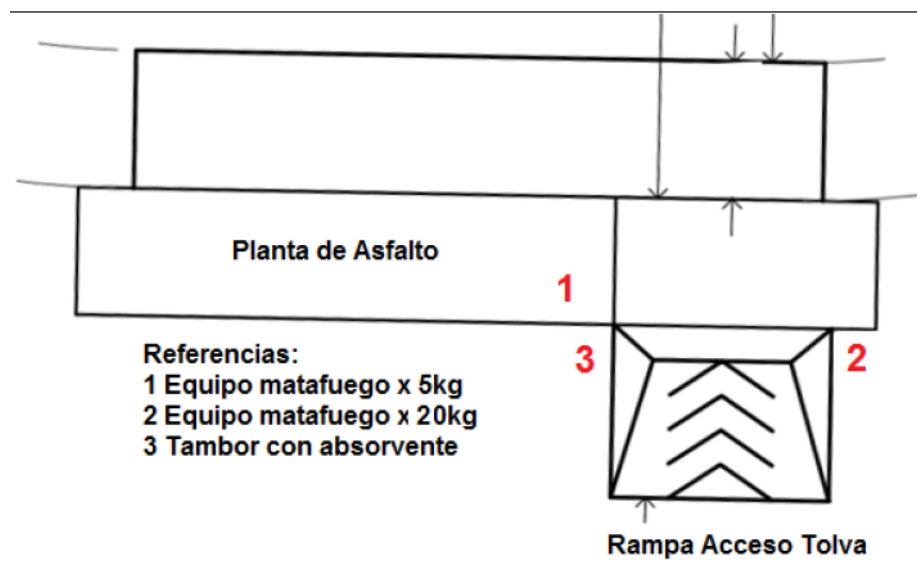 Planta de Asfalto
1
3
2
Referencias:
1 Equipo matafuego x 5kg
2 Equipo matafuego x 20kg
3 Tambor con absorvente
Rampa Acceso Tolva